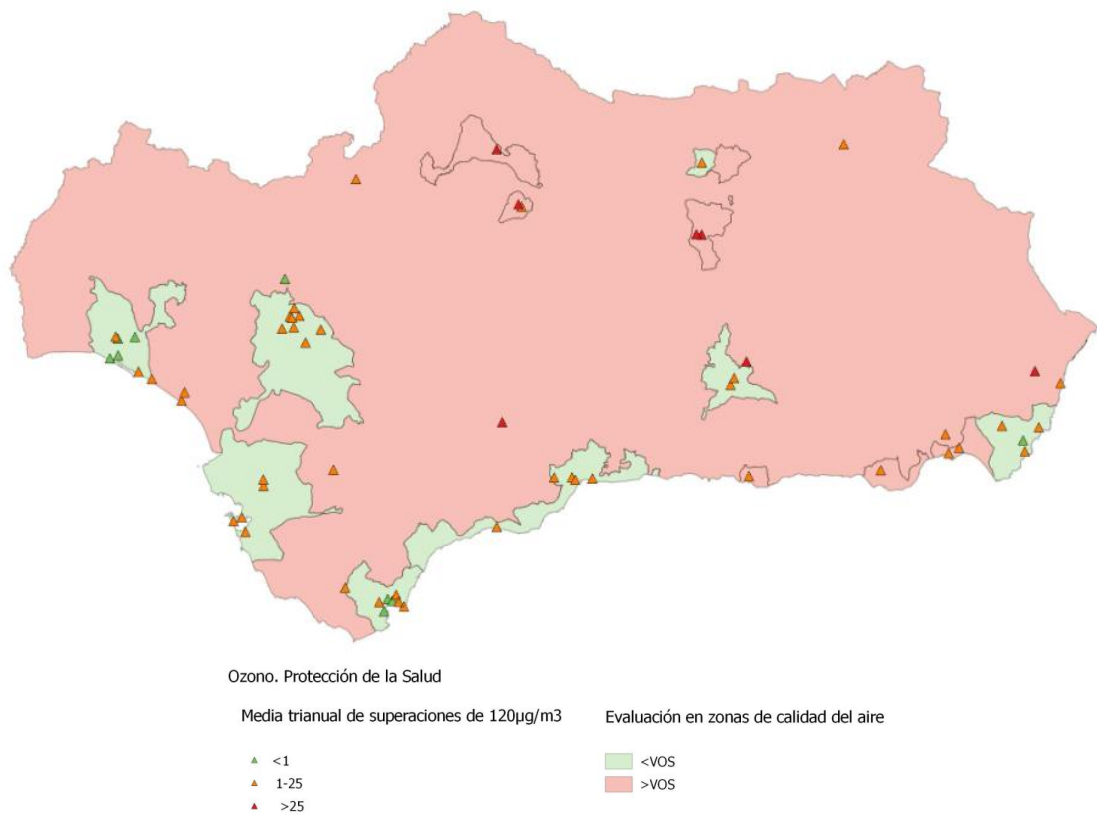 Ozono. Protección de la Salud
Media trianual de superaciones de 120µg/m3
Evaluación en zonas de calidad del aire
<1
<VOS
1-25
>VOS
>25